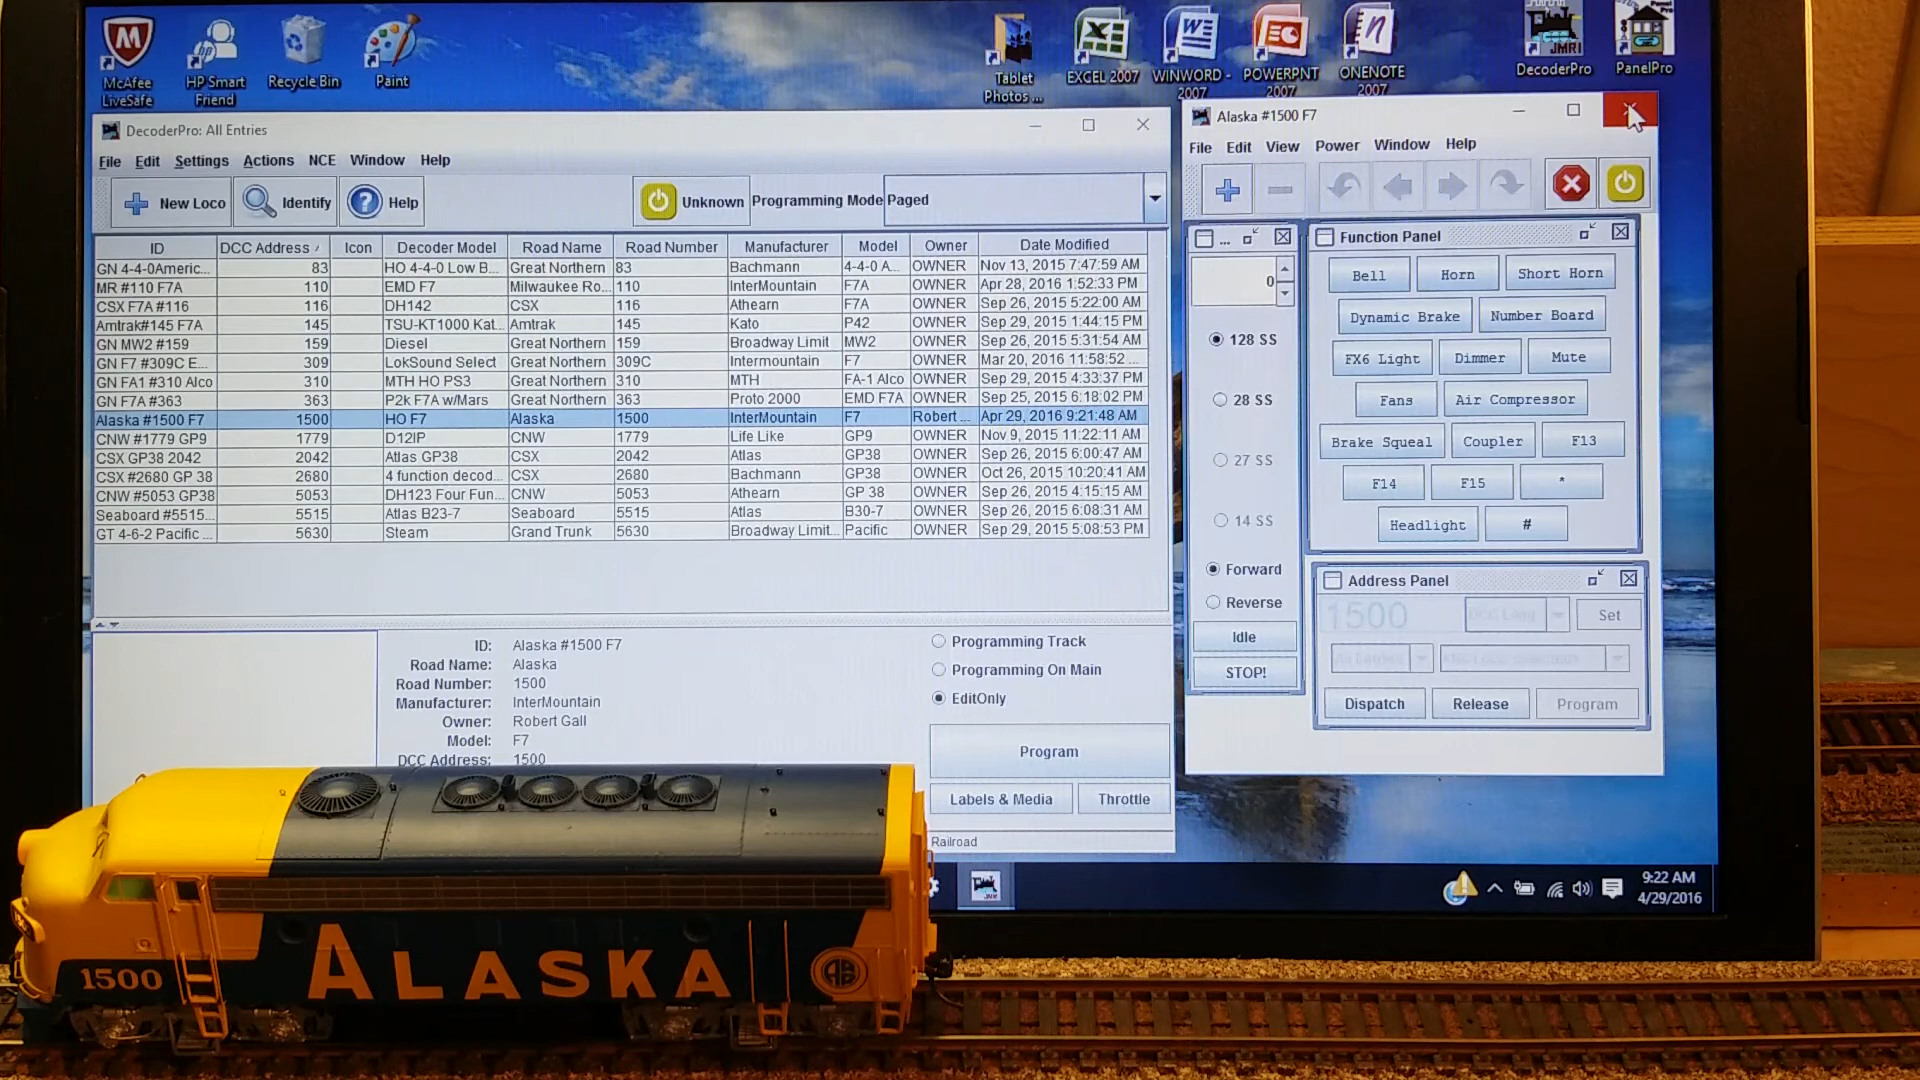 McAfee LiveSafe
HP Smart Friend
Recycle Bin
Paint
Tablet Photos ...
EXCEL 2007
WINWORD - 2007
POWERPNT 2007
ONENOTE 2007
JMRI
DecoderPro
PanelPro
DecoderPro: All Entries
File Edit Settings Actions NCE Window Help
New Loco Identify Help Unknown Programming Mode Paged
ID DCC Address Icon Decoder Model Road Name Road Number Manufacturer Model Owner Date Modified
GN 4-4-0Americ... 83 HO 4-4-0 Low B... Great Northern 83 Bachmann 4-4-0 A... OWNER Nov 13, 2015 7:47:59 AM
MR #110 F7A 110 EMD F7 Milwaukee Ro... 110 InterMountain F7A OWNER Apr 28, 2016 1:52:33 PM
CSX F7A #116 116 DH142 CSX 116 Athearn F7A OWNER Sep 26, 2015 5:22:00 AM
Amtrak#145 F7A 145 TSU-KT1000 Kat... Amtrak 145 Kato P42 OWNER Sep 29, 2015 1:44:15 PM
GN MW2 #159 159 Diesel Great Northern 159 Broadway Limit MW2 OWNER Sep 26, 2015 5:31:54 AM
GN F7 #309C E... 309 LokSound Select Great Northern 309C Intermountain F7 OWNER Mar 20, 2016 11:58:52 ...
GN FA1 #310 Alco 310 MTH HO PS3 Great Northern 310 MTH FA-1 Alco OWNER Sep 29, 2015 4:33:37 PM
GN F7A #363 363 P2k F7A w/Mars Great Northern 363 Proto 2000 EMD F7A OWNER Sep 25, 2015 6:18:02 PM
Alaska #1500 F7 1500 HO F7 Alaska 1500 InterMountain F7 Robert ... Apr 29, 2016 9:21:48 AM
CNW #1779 GP9 1779 D12IP CNW 1779 Life Like GP9 OWNER Nov 9, 2015 11:22:11 AM
CSX GP38 2042 2042 Atlas GP38 CSX 2042 Atlas GP38 OWNER Sep 26, 2015 6:00:47 AM
CSX #2680 GP 38 2680 4 function decod... CSX 2680 Bachmann GP38 OWNER Oct 26, 2015 10:20:41 AM
CNW #5053 GP38 5053 DH123 Four Fun... CNW 5053 Athearn GP 38 OWNER Sep 26, 2015 4:15:15 AM
Seaboard #5515... 5515 Atlas B23-7 Seaboard 5515 Atlas B30-7 OWNER Sep 26, 2015 6:08:31 AM
GT 4-6-2 Pacific ... 5630 Steam Grand Trunk 5630 Broadway Limit... Pacific OWNER Sep 29, 2015 5:08:53 PM
ID: Alaska #1500 F7
Road Name: Alaska
Road Number: 1500
Manufacturer: InterMountain
Owner: Robert Gall
Model: F7
DCC Address: 1500
Programming Track
Programming On Main
EditOnly
Program
Labels & Media Throttle
Railroad
Alaska #1500 F7
File Edit View Power Window Help
...
0
128 SS
28 SS
27 SS
14 SS
Forward
Reverse
Idle
STOP!
Function Panel
Bell Horn Short Horn
Dynamic Brake Number Board
FX6 Light Dimmer Mute
Fans Air Compressor
Brake Squeal Coupler F13
F14 F15 *
Headlight #
Address Panel
1500 DCC Long Set
Dispatch Release Program
9:22 AM
4/29/2016
1500 ALASKA